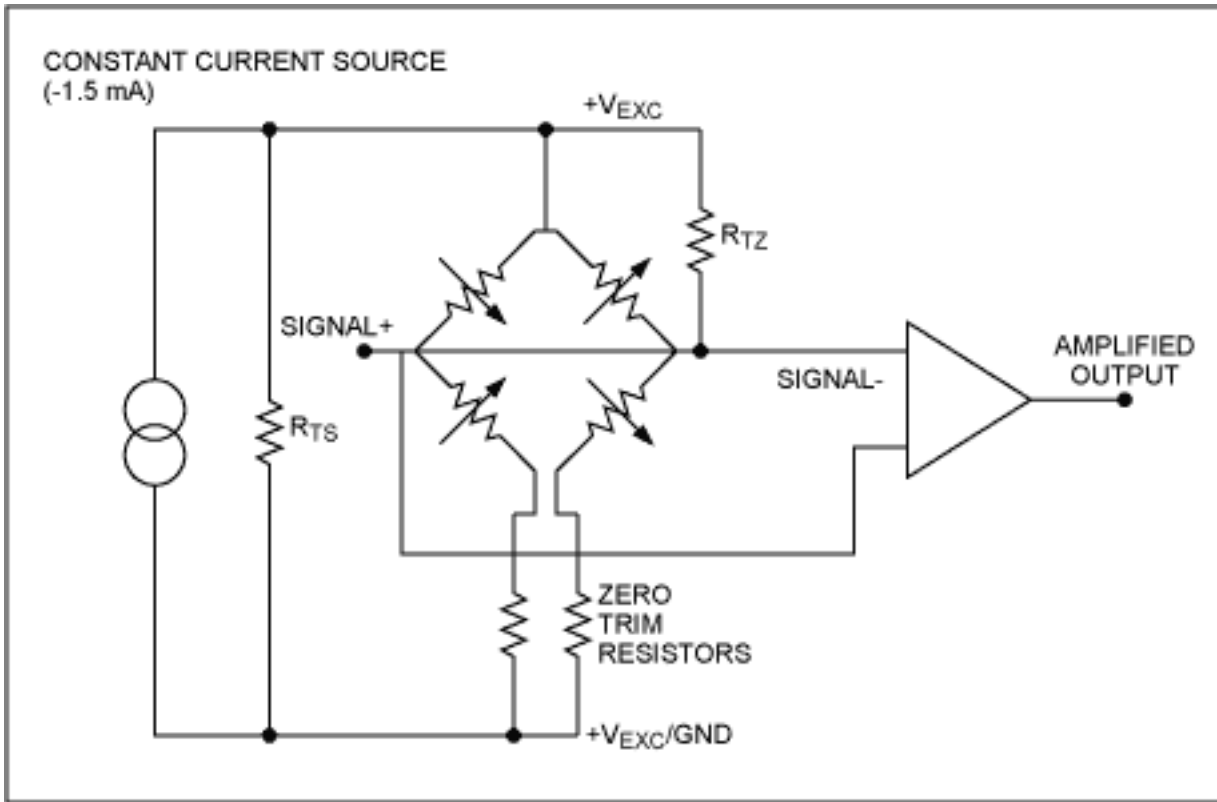 CONSTANT CURRENT SOURCE
(-1.5 mA)
+VEXC
RTZ
SIGNAL+
SIGNAL-
AMPLIFIED
OUTPUT
RTS
ZERO
TRIM
RESISTORS
+VEXC/GND